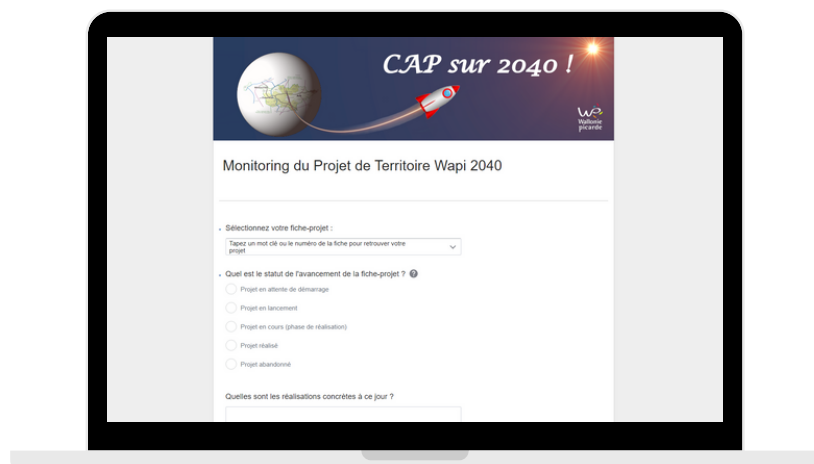 CAP sur 2040 !
Wallonie
picarde
Monitoring du Projet de Territoire Wapi 2040
Sélectionnez votre fiche-projet :
Tapez un mot clé ou le numéro de la fiche pour retrouver votre
projet
Quel est le statut de l'avancement de la fiche-projet ? ?
Projet en attente de démarrage
Projet en lancement
Projet en cours (phase de réalisation)
Projet réalisé
Projet abandonné
Quelles sont les réalisations concrètes à ce jour ?